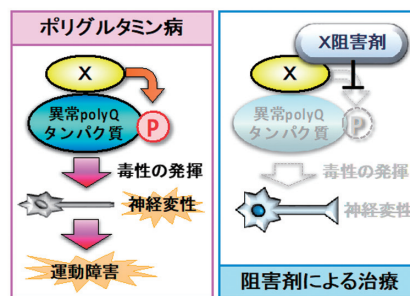 ポリグルタミン病
X
異常polyQ
タンパク質
P
毒性の発揮
神経変性
運動障害
X阻害剤
X
異常polyQ
タンパク質
P
毒性の発揮
神経変性
阻害剤による治療